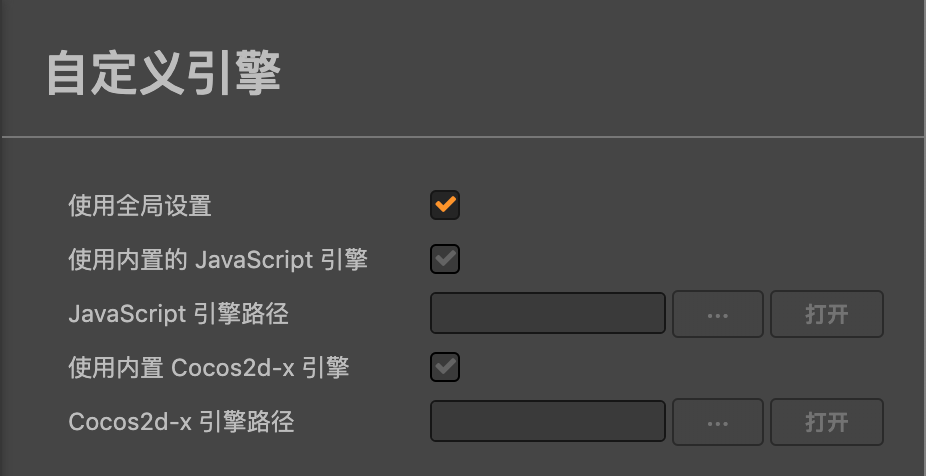 自定义引擎
使用全局设置
使用内置的 JavaScript 引擎
JavaScript 引擎路径 ... 打开
使用内置 Cocos2d-x 引擎
Cocos2d-x 引擎路径 ... 打开